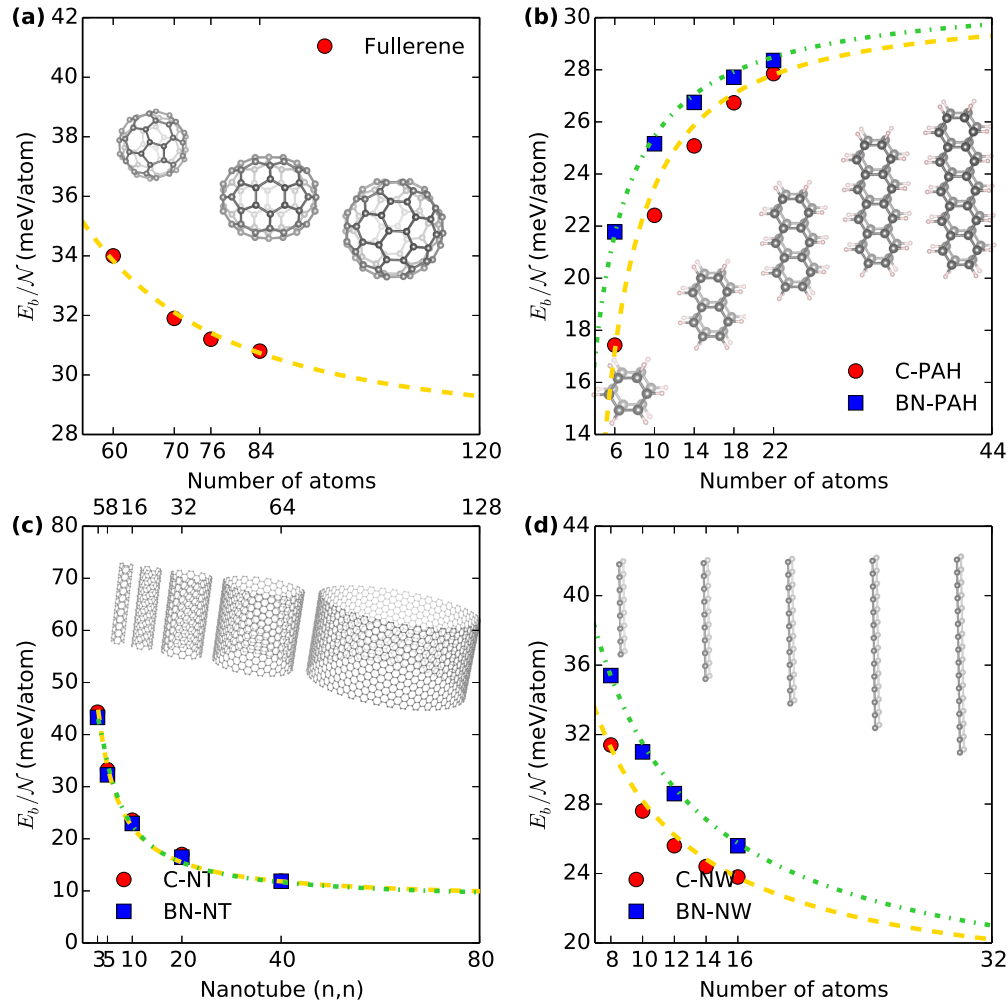 (a)
42
40
38
36
34
32
30
28
60
70
76
84
120
E_b/𝒩 (meV/atom)
Number of atoms
Fullerene
(b)
30
28
26
24
22
20
18
16
14
6
10
14
18
22
44
E_b/𝒩 (meV/atom)
Number of atoms
C-PAH
BN-PAH
(c)
5 8 16 32 64 128
80
70
60
50
40
30
20
10
0
3 5 10 20 40 80
E_b/𝒩 (meV/atom)
Nanotube (n,n)
C-NT
BN-NT
(d)
44
40
36
32
28
24
20
8
10
12
14
16
32
E_b/𝒩 (meV/atom)
Number of atoms
C-NW
BN-NW